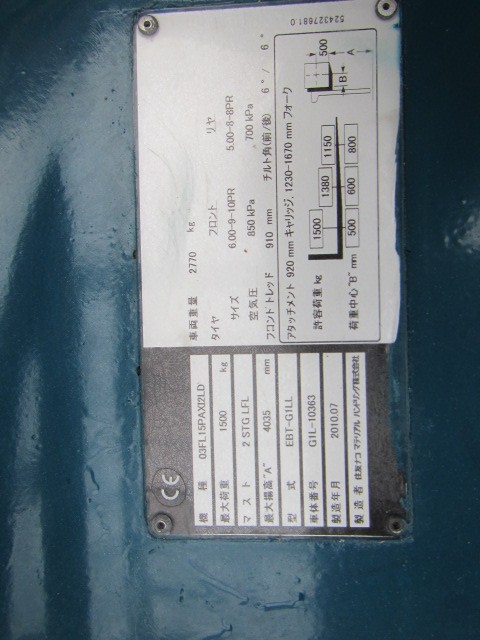 CE
機種 03FL15PAXI2LD
最大荷重 1500 kg
マスト 2 STG LFL
最大揚高"A" 4035 mm
型式 EBT-G1LL
車体番号 G1L-10363
製造年月 2010.07
製造者 住友ナコ マテリアル ハンドリング株式会社
524327681 0
車両重量 2770 kg
タイヤ フロント リヤ
サイズ 6.00-9-10PR 5.00-8-8PR
空気圧 850 kPa 700 kPa
フロントトレッド 910 mm チルト角(前/後) 6°/ 6°
アタッチメント 920 mm キャリッジ, 1230-1670 mm フォーク
許容荷重 kg 1500 1380 1150
荷重中心"B" mm 500 600 800
500
B
A